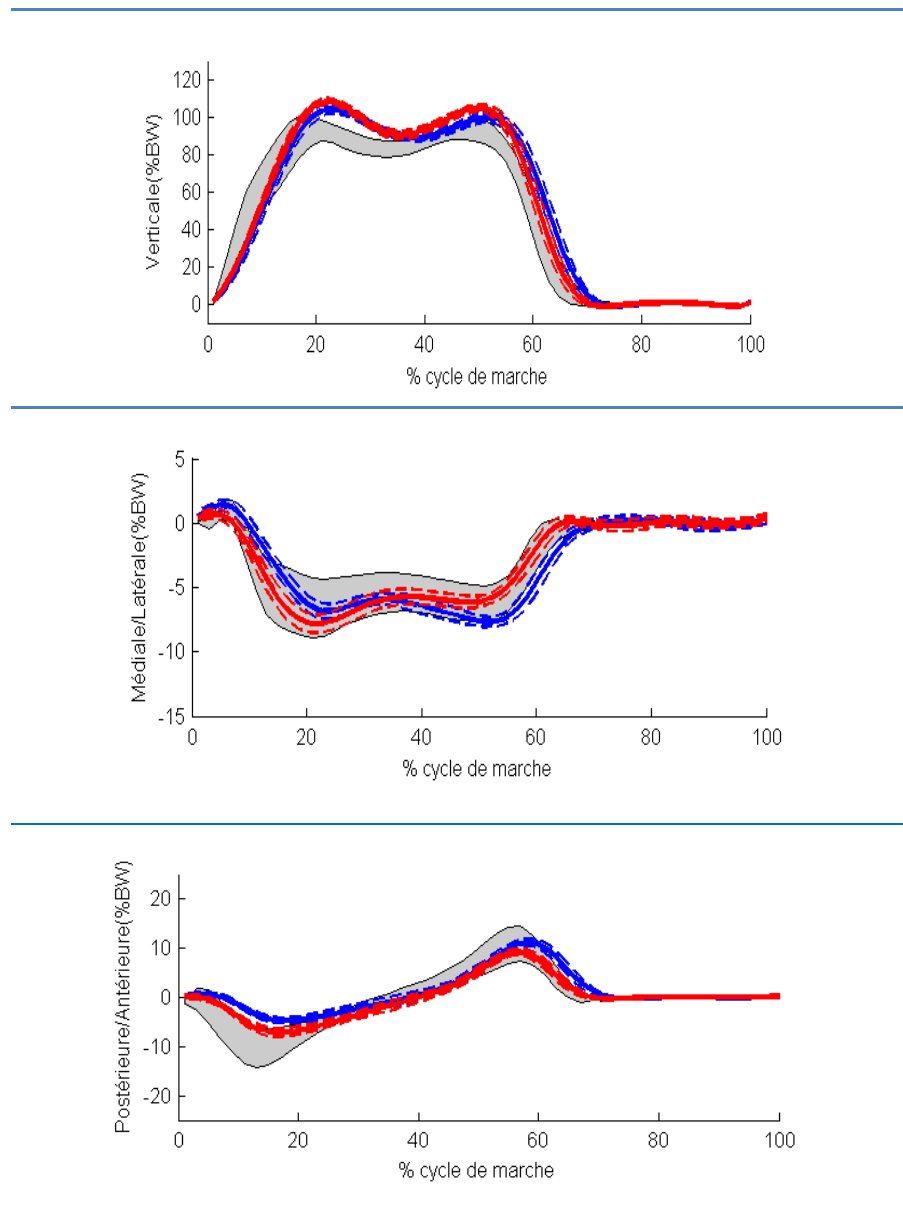 Verticale(%BW)
120
100
80
60
40
20
0
0 20 40 60 80 100
% cycle de marche
Médiale/Latérale(%BW)
5
0
-5
-10
-15
0 20 40 60 80 100
% cycle de marche
Postérieure/Antérieure(%BW)
20
10
0
-10
-20
0 20 40 60 80 100
% cycle de marche